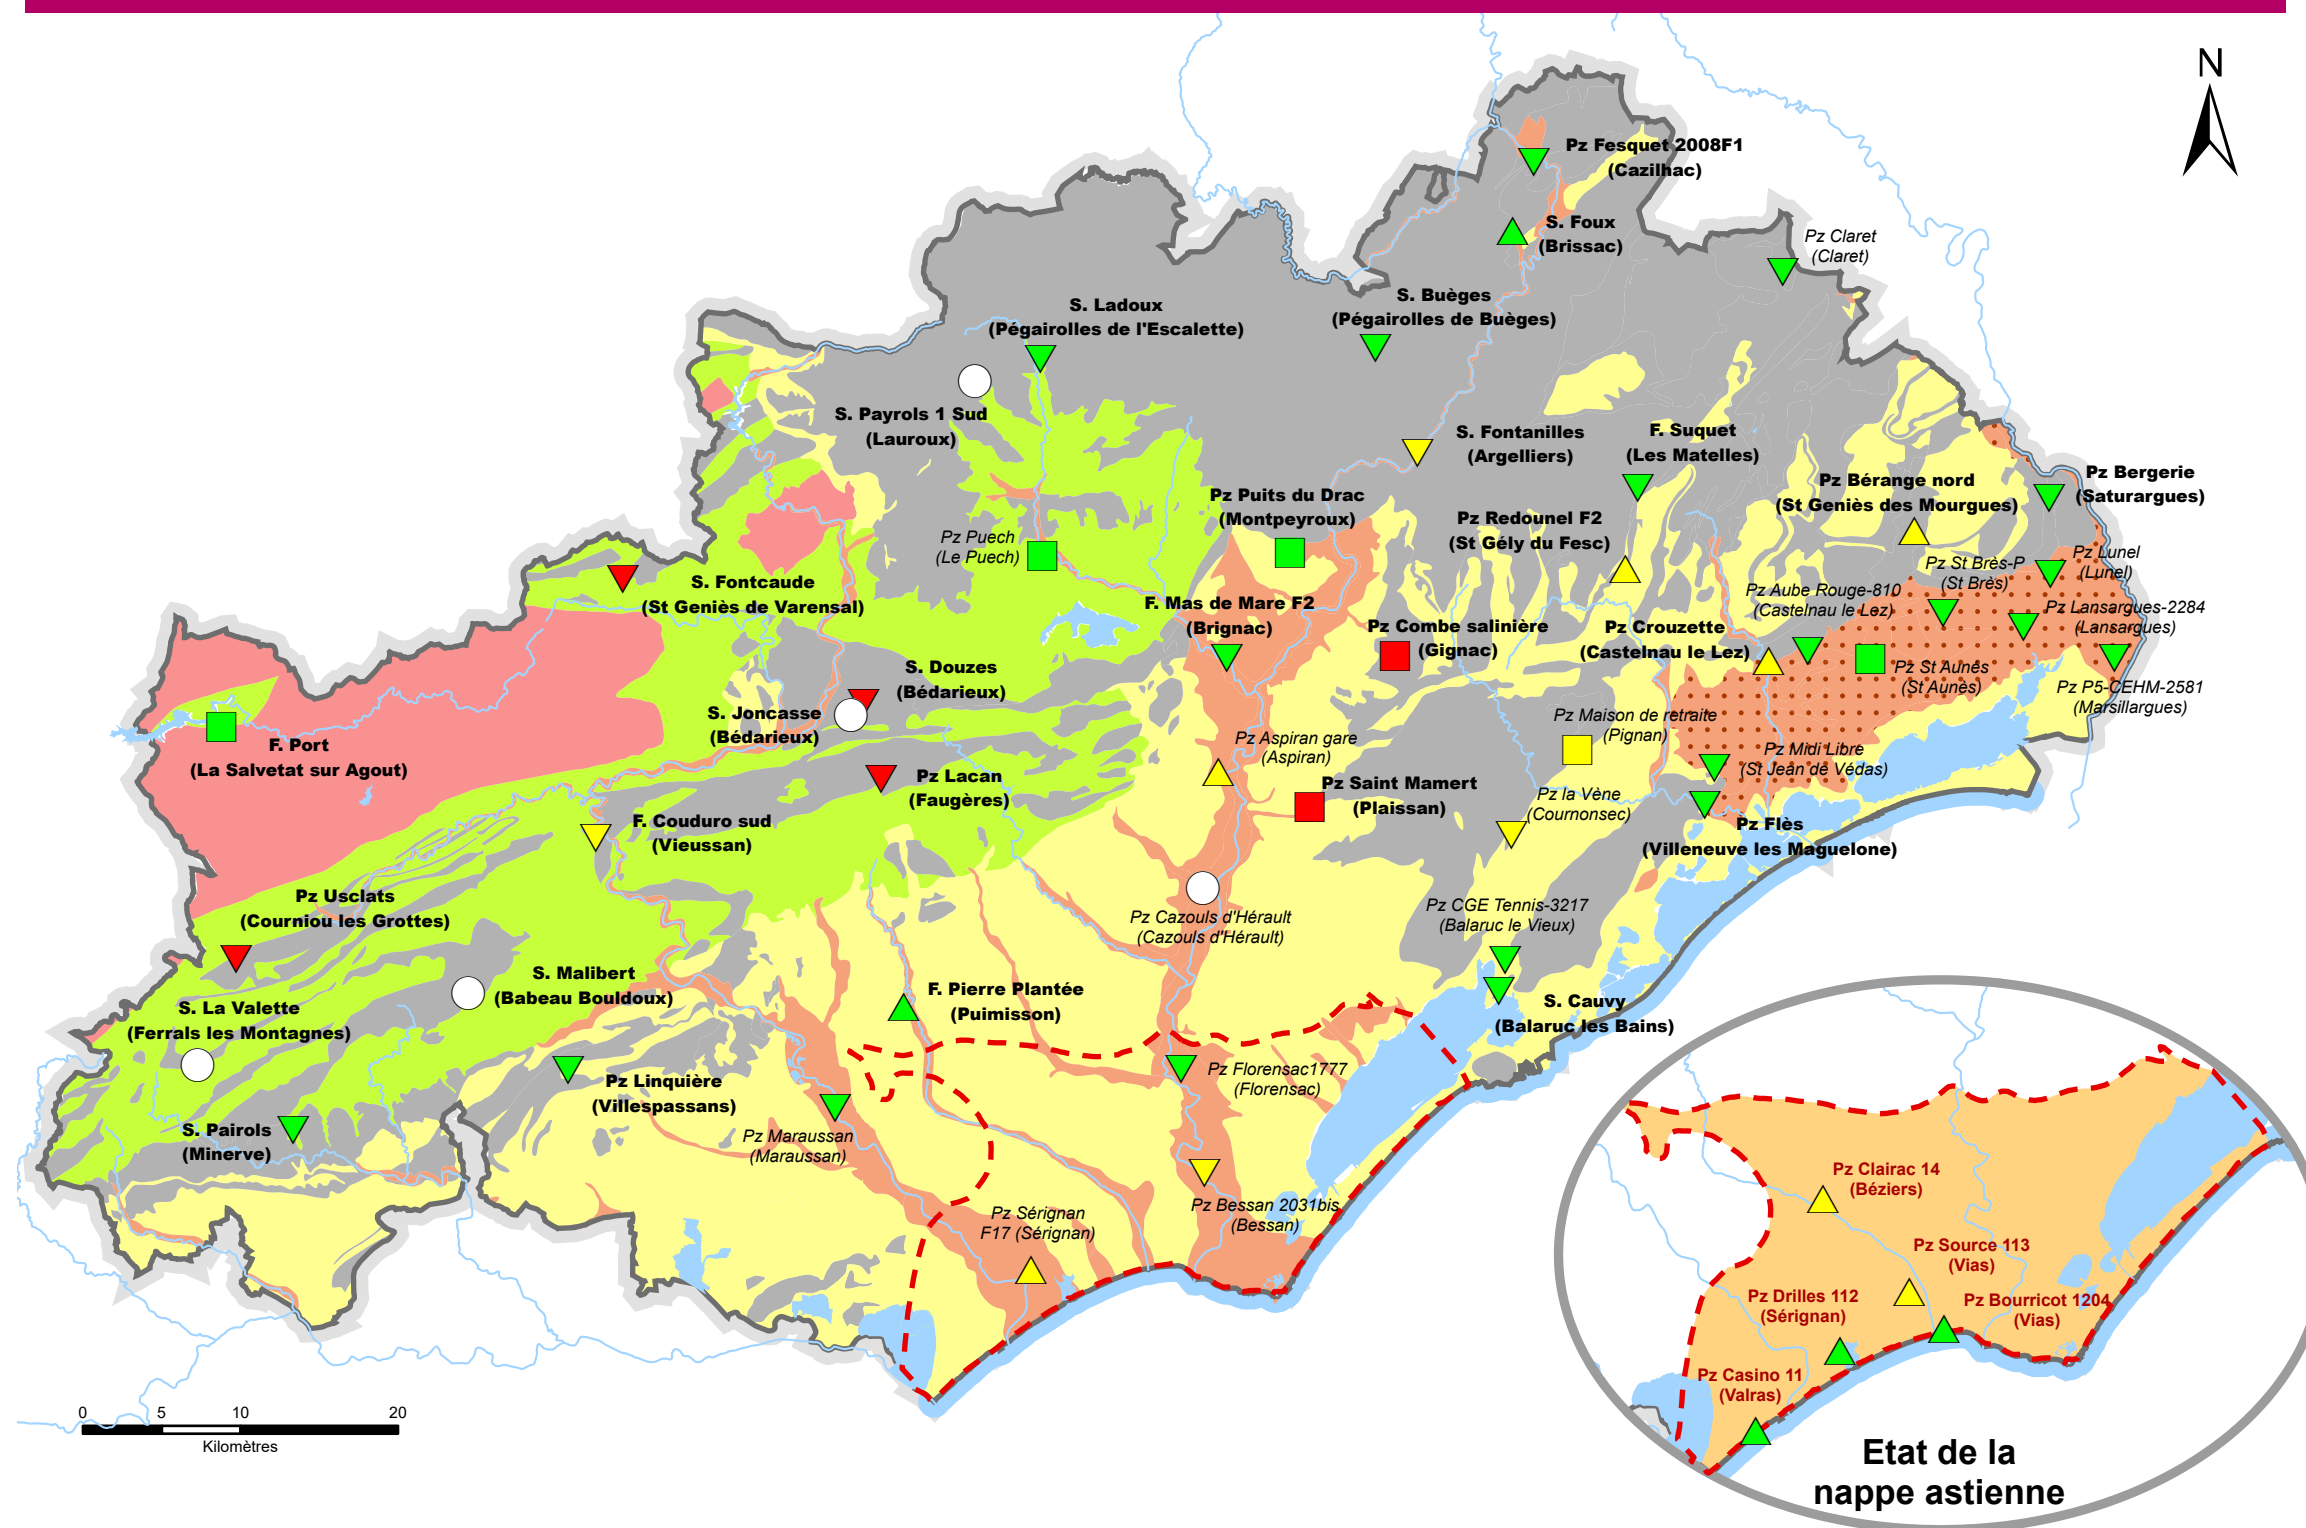 N
Pz Fesquet 2008F1
(Cazilhac)
S. Foux
(Brissac)
Pz Claret
(Claret)
S. Ladoux
(Pégairolles de l'Escalette)
S. Buèges
(Pégairolles de Buèges)
S. Payrols 1 Sud
(Lauroux)
S. Fontanilles
(Argelliers)
F. Suquet
(Les Matelles)
Pz Bérange nord
(St Geniès des Mourgues)
Pz Bergerie
(Saturargues)
Pz Puits du Drac
(Montpeyroux)
Pz Redounel F2
(St Gély du Fesc)
Pz Puech
(Le Puech)
Pz St Brès-P
(St Brès)
Pz Lunel
(Lunel)
S. Fontcaude
(St Geniès de Varensal)
F. Mas de Mare F2
(Brignac)
Pz Aube Rouge-810
(Castelnau le Lez)
Pz Lansargues-2284
(Lansargues)
Pz Combe salinière
(Gignac)
Pz Crouzette
(Castelnau le Lez)
S. Douzes
(Bédarieux)
Pz St Aunès
(St Aunès)
Pz P5-CEHM-2581
(Marsillargues)
S. Joncasse
(Bédarieux)
Pz Maison de retraite
(Pignan)
F. Port
(La Salvetat sur Agout)
Pz Aspiran gare
(Aspiran)
Pz Midi Libre
(St Jean de Védas)
Pz Lacan
(Faugères)
Pz Saint Mamert
(Plaissan)
Pz la Vène
(Cournonsec)
F. Couduro sud
(Vieussan)
Pz Flès
(Villeneuve les Maguelone)
Pz Usclats
(Courniou les Grottes)
Pz Cazouls d'Hérault
(Cazouls d'Hérault)
Pz CGE Tennis-3217
(Balaruc le Vieux)
S. Malibert
(Babeau Bouldoux)
F. Pierre Plantée
(Puimisson)
S. La Valette
(Ferrals les Montagnes)
S. Cauvy
(Balaruc les Bains)
Pz Linquière
(Villespassans)
Pz Florensac1777
(Florensac)
S. Pairols
(Minerve)
Pz Maraussan
(Maraussan)
Pz Sérignan
F17 (Sérignan)
Pz Bessan 2031bis
(Bessan)
Pz Clairac 14
(Béziers)
Pz Source 113
(Vias)
Pz Drilles 112
(Sérignan)
Pz Bourricot 1204
(Vias)
Pz Casino 11
(Valras)
0 5 10 20
Kilomètres
Etat de la
nappe astienne